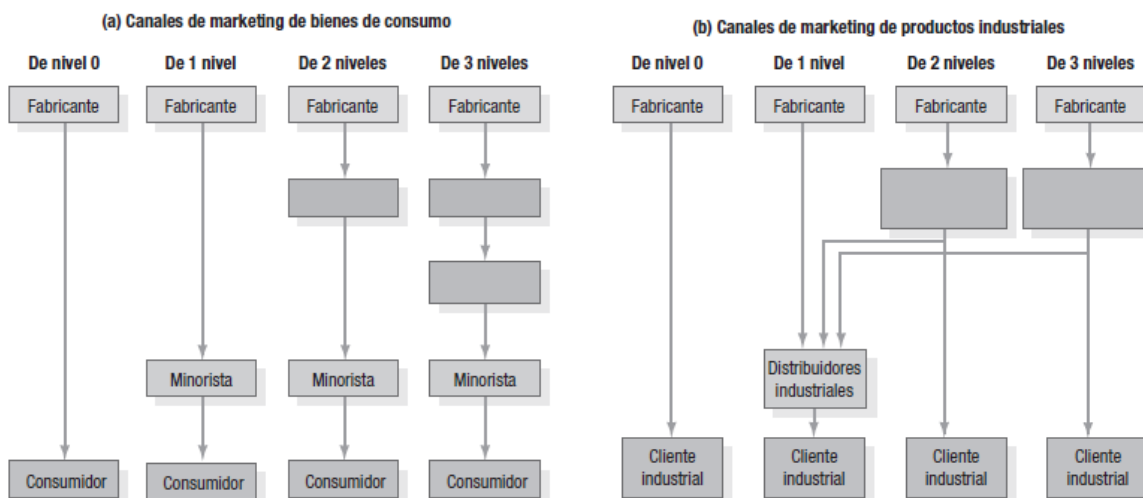 (a) Canales de marketing de bienes de consumo
De nivel 0
De 1 nivel
De 2 niveles
De 3 niveles
Fabricante
Fabricante
Fabricante
Fabricante
Minorista
Minorista
Minorista
Consumidor
Consumidor
Consumidor
Consumidor
(b) Canales de marketing de productos industriales
De nivel 0
De 1 nivel
De 2 niveles
De 3 niveles
Fabricante
Fabricante
Fabricante
Fabricante
Distribuidores
industriales
Cliente
industrial
Cliente
industrial
Cliente
industrial
Cliente
industrial